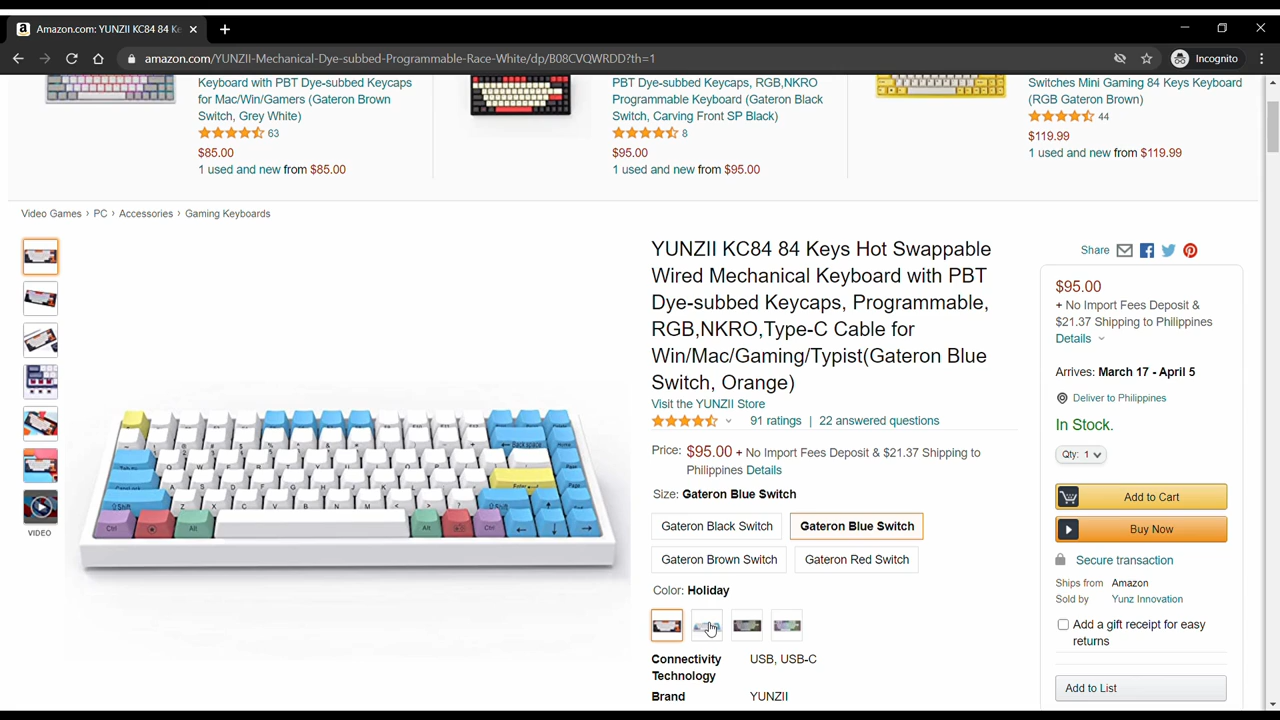 Amazon.com: YUNZII KC84 84 Ke
amazon.com/YUNZII-Mechanical-Dye-subbed-Programmable-Race-White/dp/B08CVQWRDD?th=1
Incognito
Keyboard with PBT Dye-subbed Keycaps
for Mac/Win/Gamers (Gateron Brown
Switch, Grey White)
63
$85.00
1 used and new from $85.00
PBT Dye-subbed Keycaps, RGB,NKRO
Programmable Keyboard (Gateron Black
Switch, Carving Front SP Black)
8
$95.00
1 used and new from $95.00
Switches Mini Gaming 84 Keys Keyboard
(RGB Gateron Brown)
44
$119.99
1 used and new from $119.99
Video Games › PC › Accessories › Gaming Keyboards
VIDEO
Back space
Enter
Shift
Ctrl
Alt
Alt
Ctrl
YUNZII KC84 84 Keys Hot Swappable
Wired Mechanical Keyboard with PBT
Dye-subbed Keycaps, Programmable,
RGB,NKRO,Type-C Cable for
Win/Mac/Gaming/Typist(Gateron Blue
Switch, Orange)
Visit the YUNZII Store
91 ratings | 22 answered questions
Price: $95.00 + No Import Fees Deposit & $21.37 Shipping to
Philippines Details
Size: Gateron Blue Switch
Gateron Black Switch
Gateron Blue Switch
Gateron Brown Switch
Gateron Red Switch
Color: Holiday
Connectivity Technology
USB, USB-C
Brand
YUNZII
Share
$95.00
+ No Import Fees Deposit &
$21.37 Shipping to Philippines
Details
Arrives: March 17 - April 5
Deliver to Philippines
In Stock.
Qty: 1
Add to Cart
Buy Now
Secure transaction
Ships from Amazon
Sold by Yunz Innovation
Add a gift receipt for easy
returns
Add to List